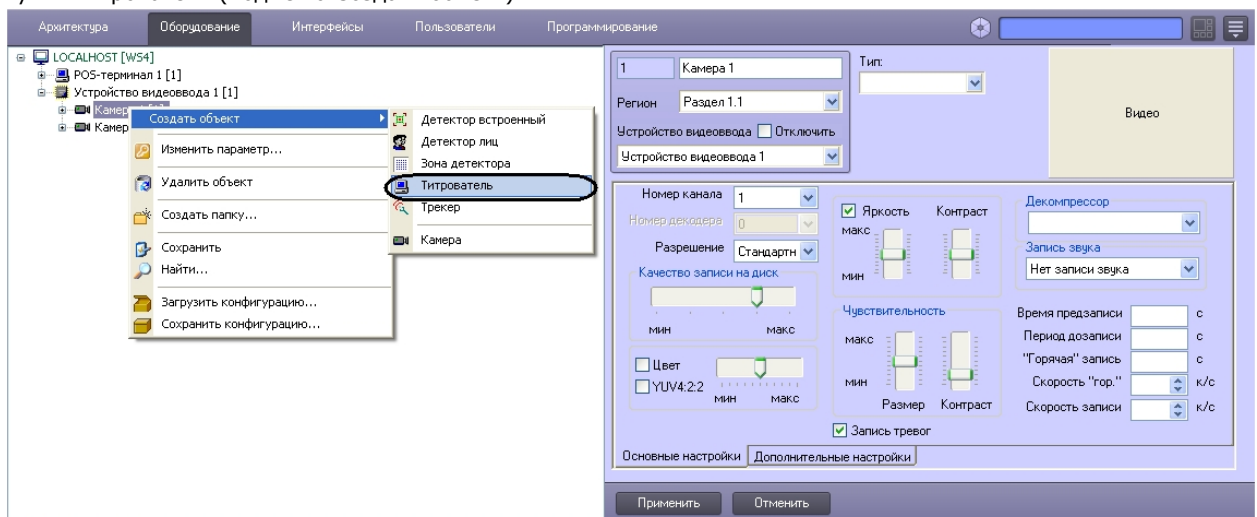 Архитектура Оборудование Интерфейсы Пользователи Программирование
LOCALHOST [WS4]
POS-терминал 1 [1]
Устройство видеоввода 1 [1]
Камер
Камер
Создать объект
Изменить параметр...
Удалить объект
Создать папку...
Сохранить
Найти...
Загрузить конфигурацию...
Сохранить конфигурацию...
Детектор встроенный
Детектор лиц
Зона детектора
Титрователь
Трекер
Камера
1 Камера 1
Тип:
Регион Раздел 1.1
Устройство видеоввода Отключить
Устройство видеоввода 1
Видео
Номер канала 1
Номер декодера 0
Разрешение Стандартн
Качество записи на диск
мин макс
Цвет
YUV4:2:2
мин макс
Яркость Контраст
макс
мин
Чувствительность
макс
мин
Размер Контраст
Запись тревог
Декомпрессор
Запись звука
Нет записи звука
Время предзаписи с
Период дозаписи с
"Горячая" запись с
Скорость "гор." к/с
Скорость записи к/с
Основные настройки Дополнительные настройки
Применить Отменить